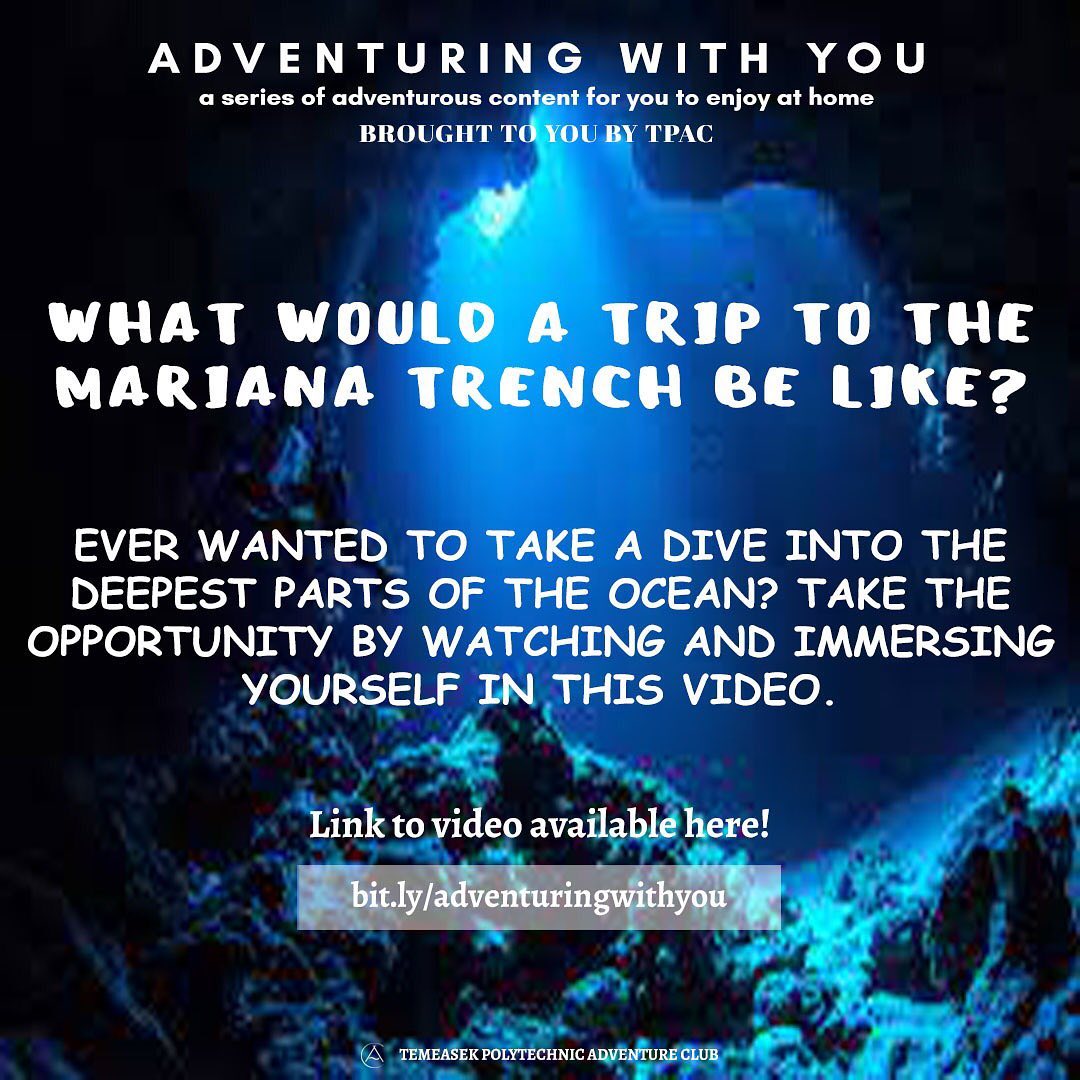 ADVENTURING WITH YOU
a series of adventurous content for you to enjoy at home
BROUGHT TO YOU BY TPAC
WHAT WOULD A TRIP TO THE
MARIANA TRENCH BE LIKE?
EVER WANTED TO TAKE A DIVE INTO THE
DEEPEST PARTS OF THE OCEAN? TAKE THE
OPPORTUNITY BY WATCHING AND IMMERSING
YOURSELF IN THIS VIDEO.
Link to video available here!
bit.ly/adventuringwithyou
TEMEASEK POLYTECHNIC ADVENTURE CLUB